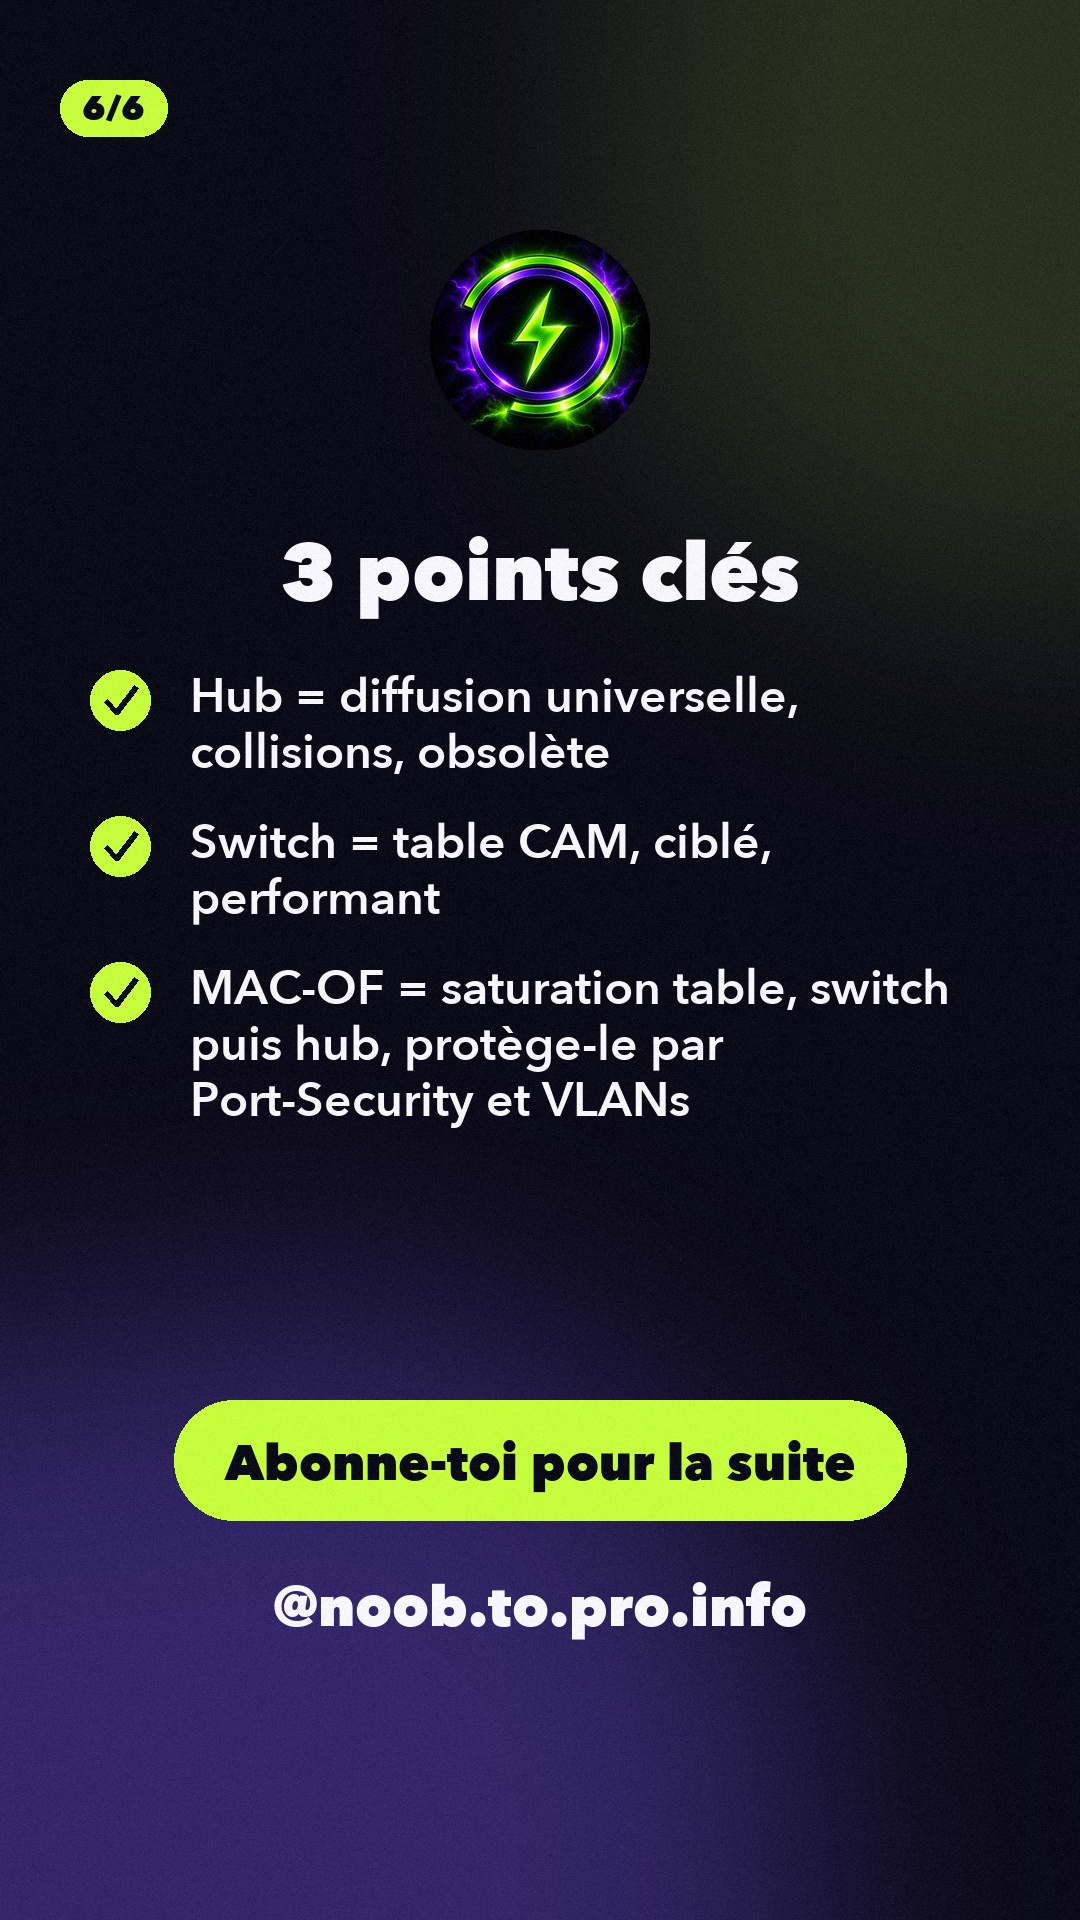 6/6
3 points clés
Hub = diffusion universelle,
collisions, obsolète
Switch = table CAM, ciblé,
performant
MAC-OF = saturation table, switch
puis hub, protège-le par
Port-Security et VLANs
Abonne-toi pour la suite
@noob.to.pro.info